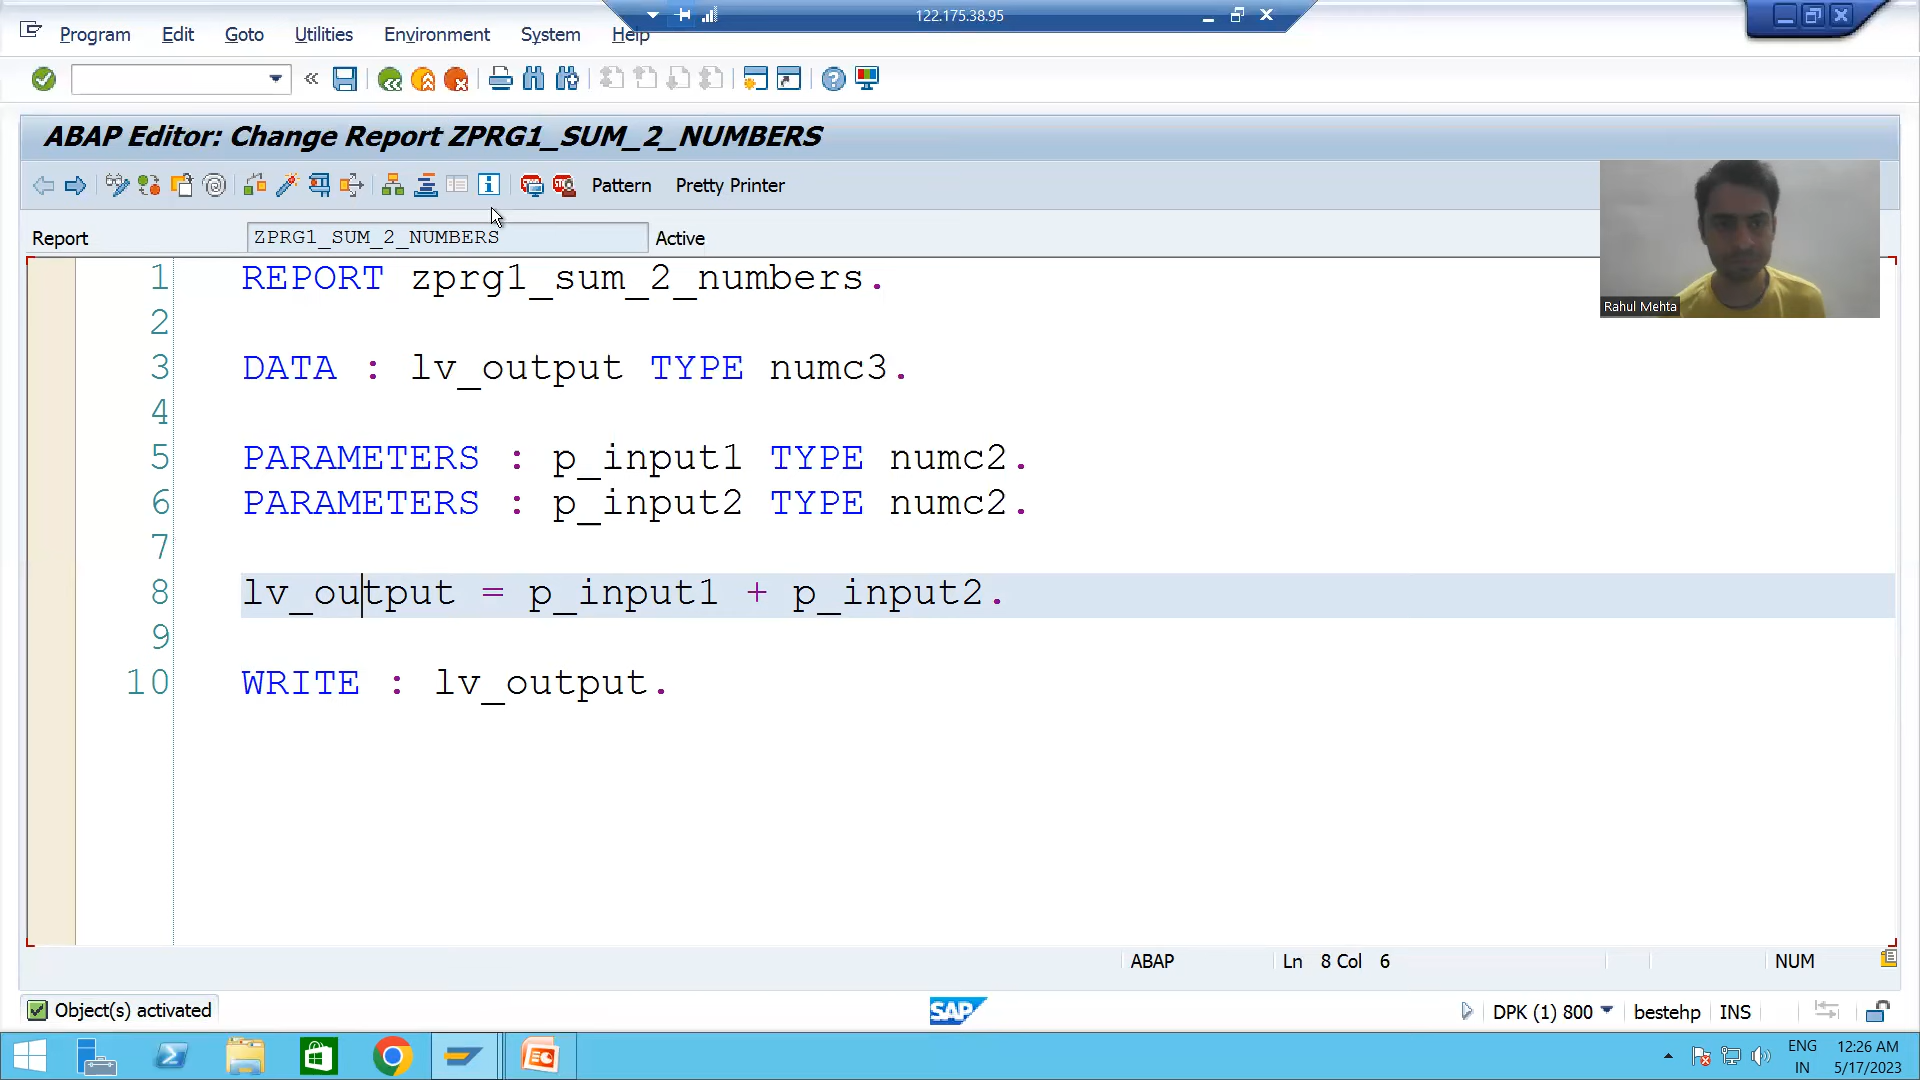 122.175.38.95
Program Edit Goto Utilities Environment System Help
ABAP Editor: Change Report ZPRG1_SUM_2_NUMBERS
Pattern Pretty Printer
Report ZPRG1_SUM_2_NUMBERS Active
Rahul Mehta
1 REPORT zprg1_sum_2_numbers.
2
3 DATA : lv_output TYPE numc3.
4
5 PARAMETERS : p_input1 TYPE numc2.
6 PARAMETERS : p_input2 TYPE numc2.
7
8 lv_output = p_input1 + p_input2.
9
10 WRITE : lv_output.
ABAP Ln 8 Col 6 NUM
Object(s) activated SAP DPK (1) 800 bestehp INS
ENG 12:26 AM
IN 5/17/2023